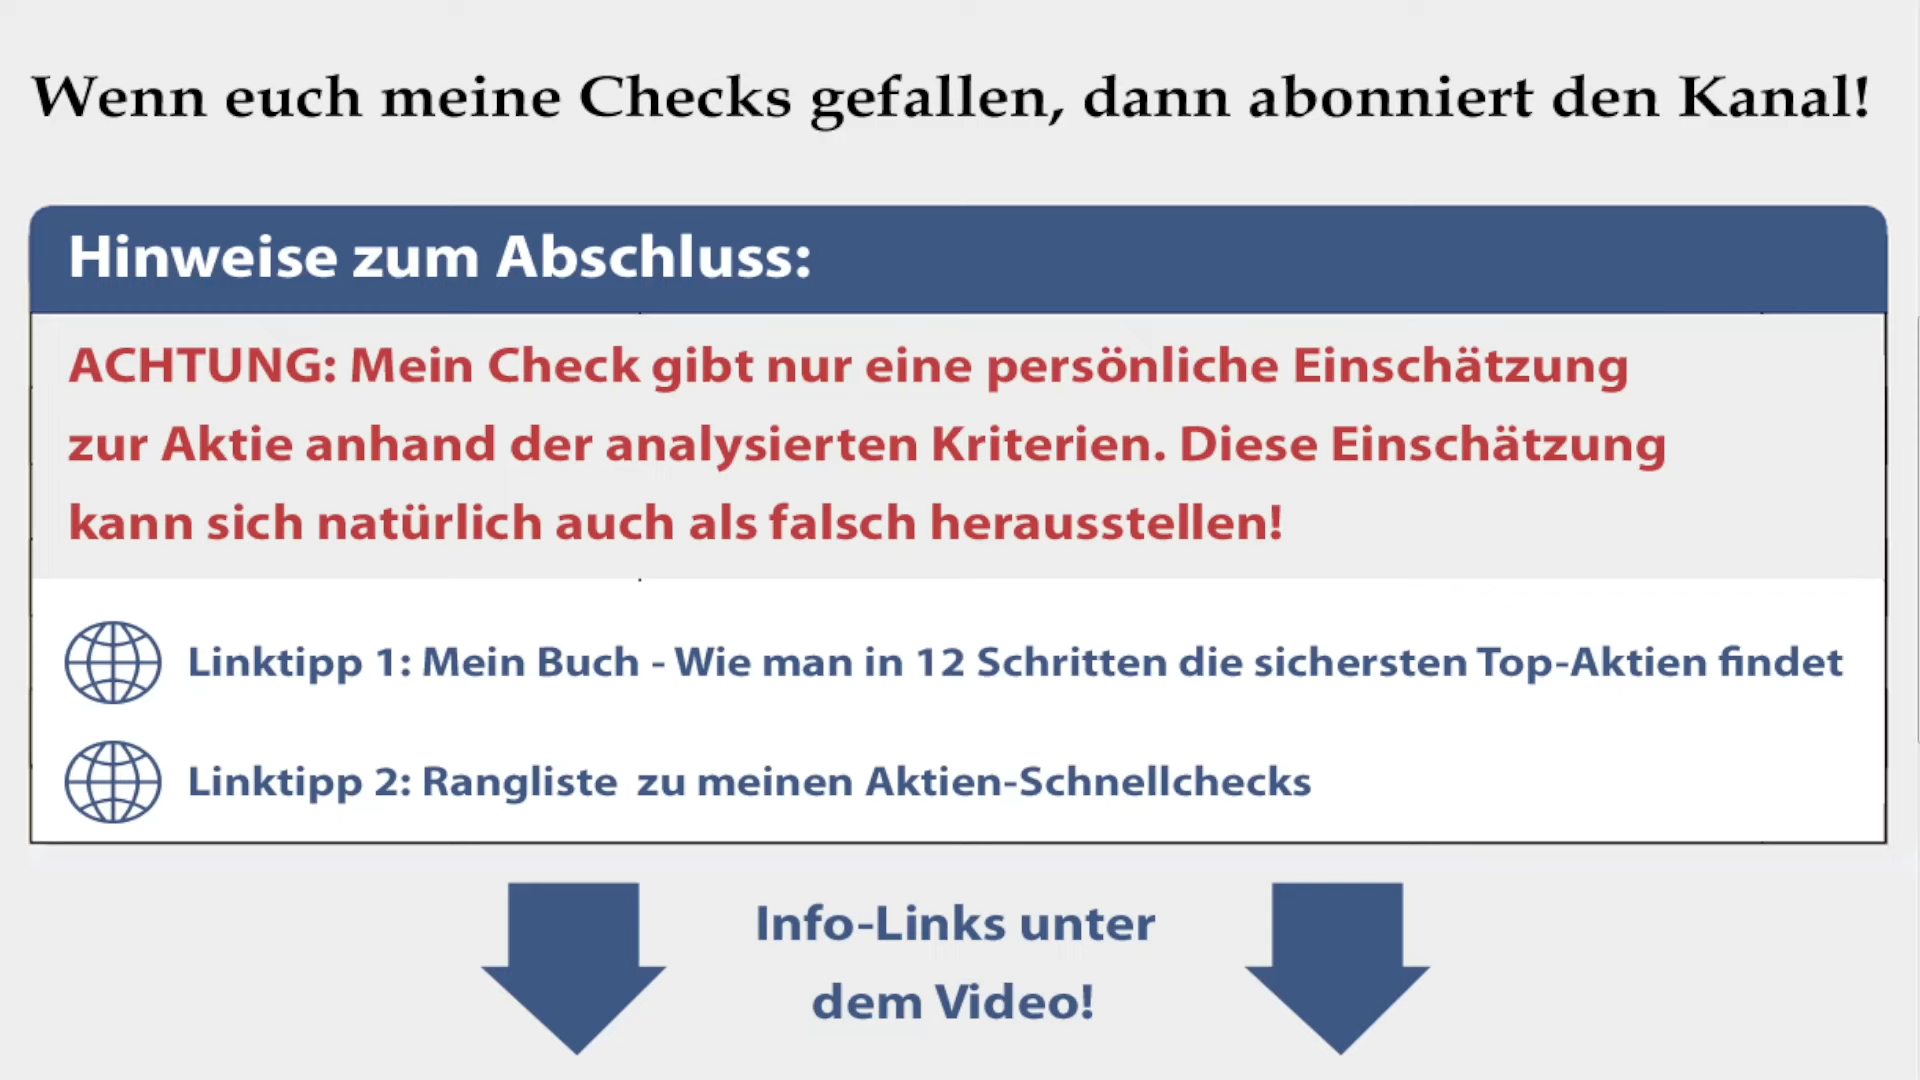 Wenn euch meine Checks gefallen, dann abonniert den Kanal!
Hinweise zum Abschluss:
ACHTUNG: Mein Check gibt nur eine persönliche Einschätzung
zur Aktie anhand der analysierten Kriterien. Diese Einschätzung
kann sich natürlich auch als falsch herausstellen!
Linktipp 1: Mein Buch - Wie man in 12 Schritten die sichersten Top-Aktien findet
Linktipp 2: Rangliste zu meinen Aktien-Schnellchecks
Info-Links unter
dem Video!